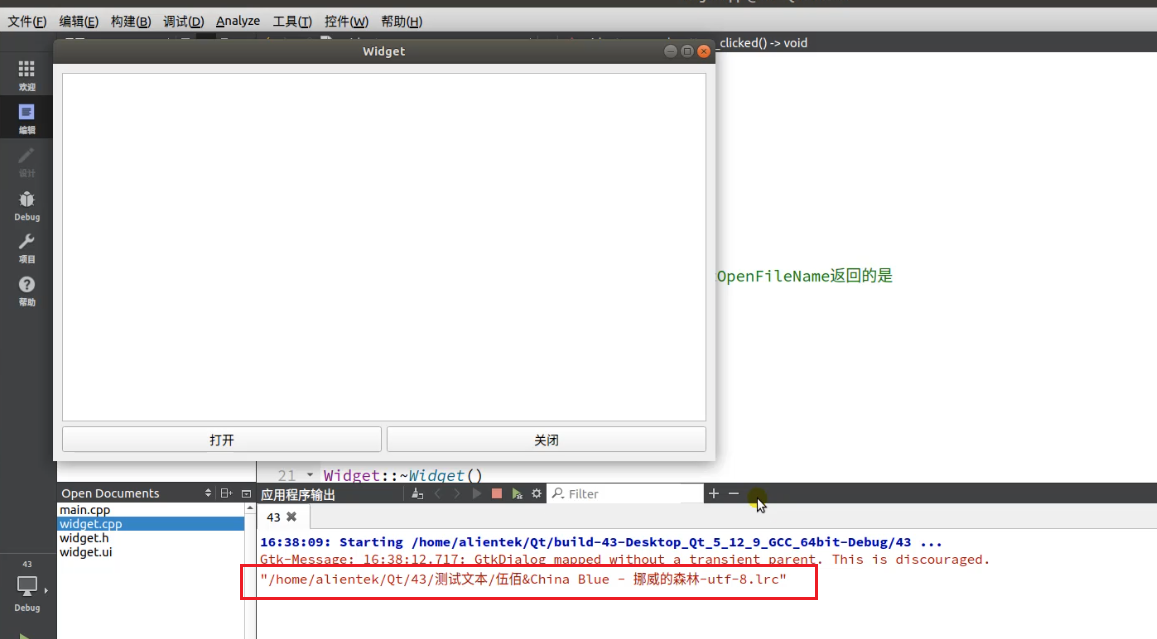 文件(F) 编辑(E) 构建(B) 调试(D) Analyze 工具(T) 控件(W) 帮助(H)
Widget
_clicked() -> void
欢迎
编辑
设计
Debug
项目
帮助
OpenFileName返回的是
打开 关闭
21 Widget::~Widget()
Open Documents
main.cpp
widget.cpp
widget.h
widget.ui
应用程序输出
Filter
43
16:38:09: Starting /home/alientek/Qt/build-43-Desktop_Qt_5_12_9_GCC_64bit-Debug/43 ...
Gtk-Message: 16:38:12.717: GtkDialog mapped without a transient parent. This is discouraged.
"/home/alientek/Qt/43/测试文本/伍佰&China Blue - 挪威的森林-utf-8.lrc"
43
Debug